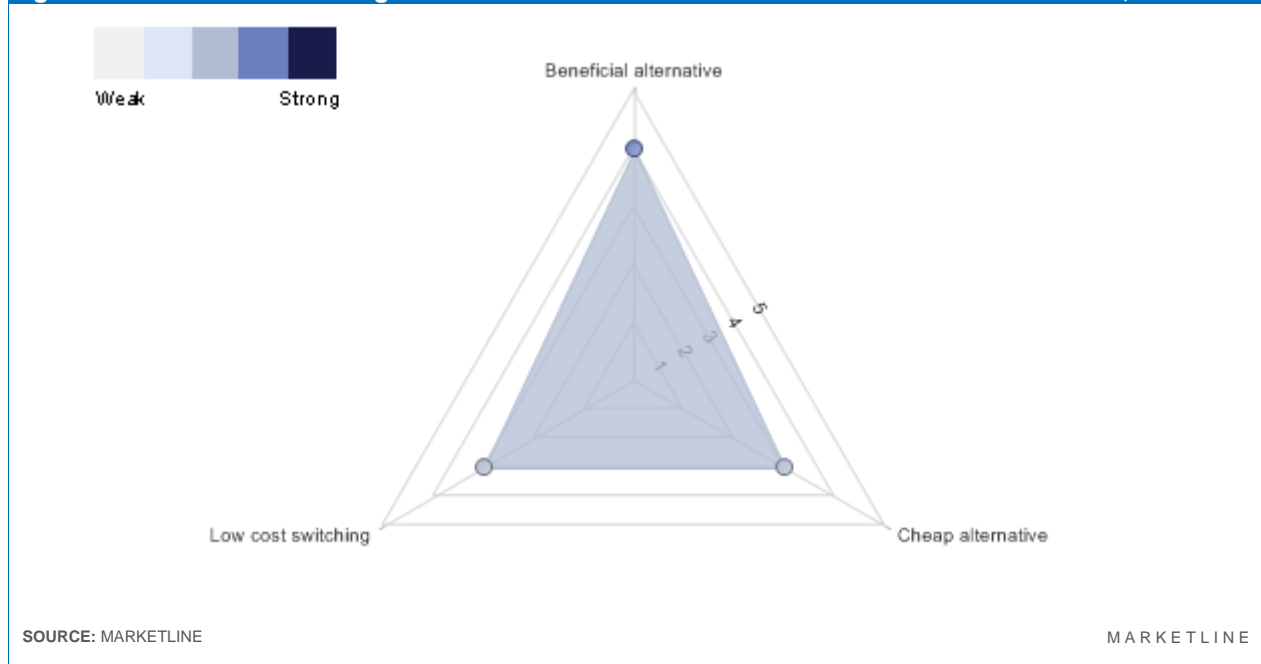 Weak
Strong
Beneficial alternative
5
4
3
2
1
Low cost switching
Cheap alternative
SOURCE: MARKETLINE
MARKETLINE